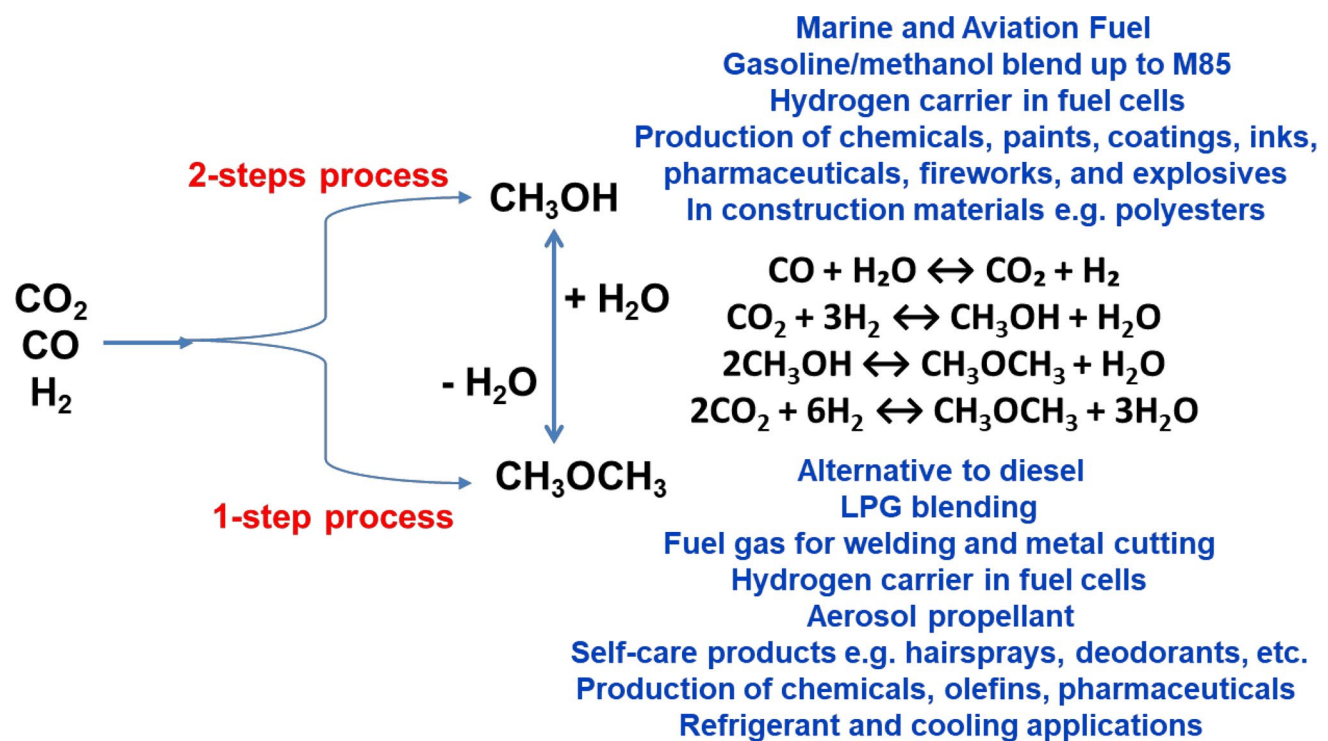 Marine and Aviation Fuel
Gasoline/methanol blend up to M85
Hydrogen carrier in fuel cells
Production of chemicals, paints, coatings, inks,
pharmaceuticals, fireworks, and explosives
In construction materials e.g. polyesters
2-steps process
CH₃OH
CO + H₂O ↔ CO₂ + H₂
CO₂ + 3H₂ ↔ CH₃OH + H₂O
2CH₃OH ↔ CH₃OCH₃ + H₂O
2CO₂ + 6H₂ ↔ CH₃OCH₃ + 3H₂O
CO₂
CO
H₂
+ H₂O
- H₂O
CH₃OCH₃
1-step process
Alternative to diesel
LPG blending
Fuel gas for welding and metal cutting
Hydrogen carrier in fuel cells
Aerosol propellant
Self-care products e.g. hairsprays, deodorants, etc.
Production of chemicals, olefins, pharmaceuticals
Refrigerant and cooling applications